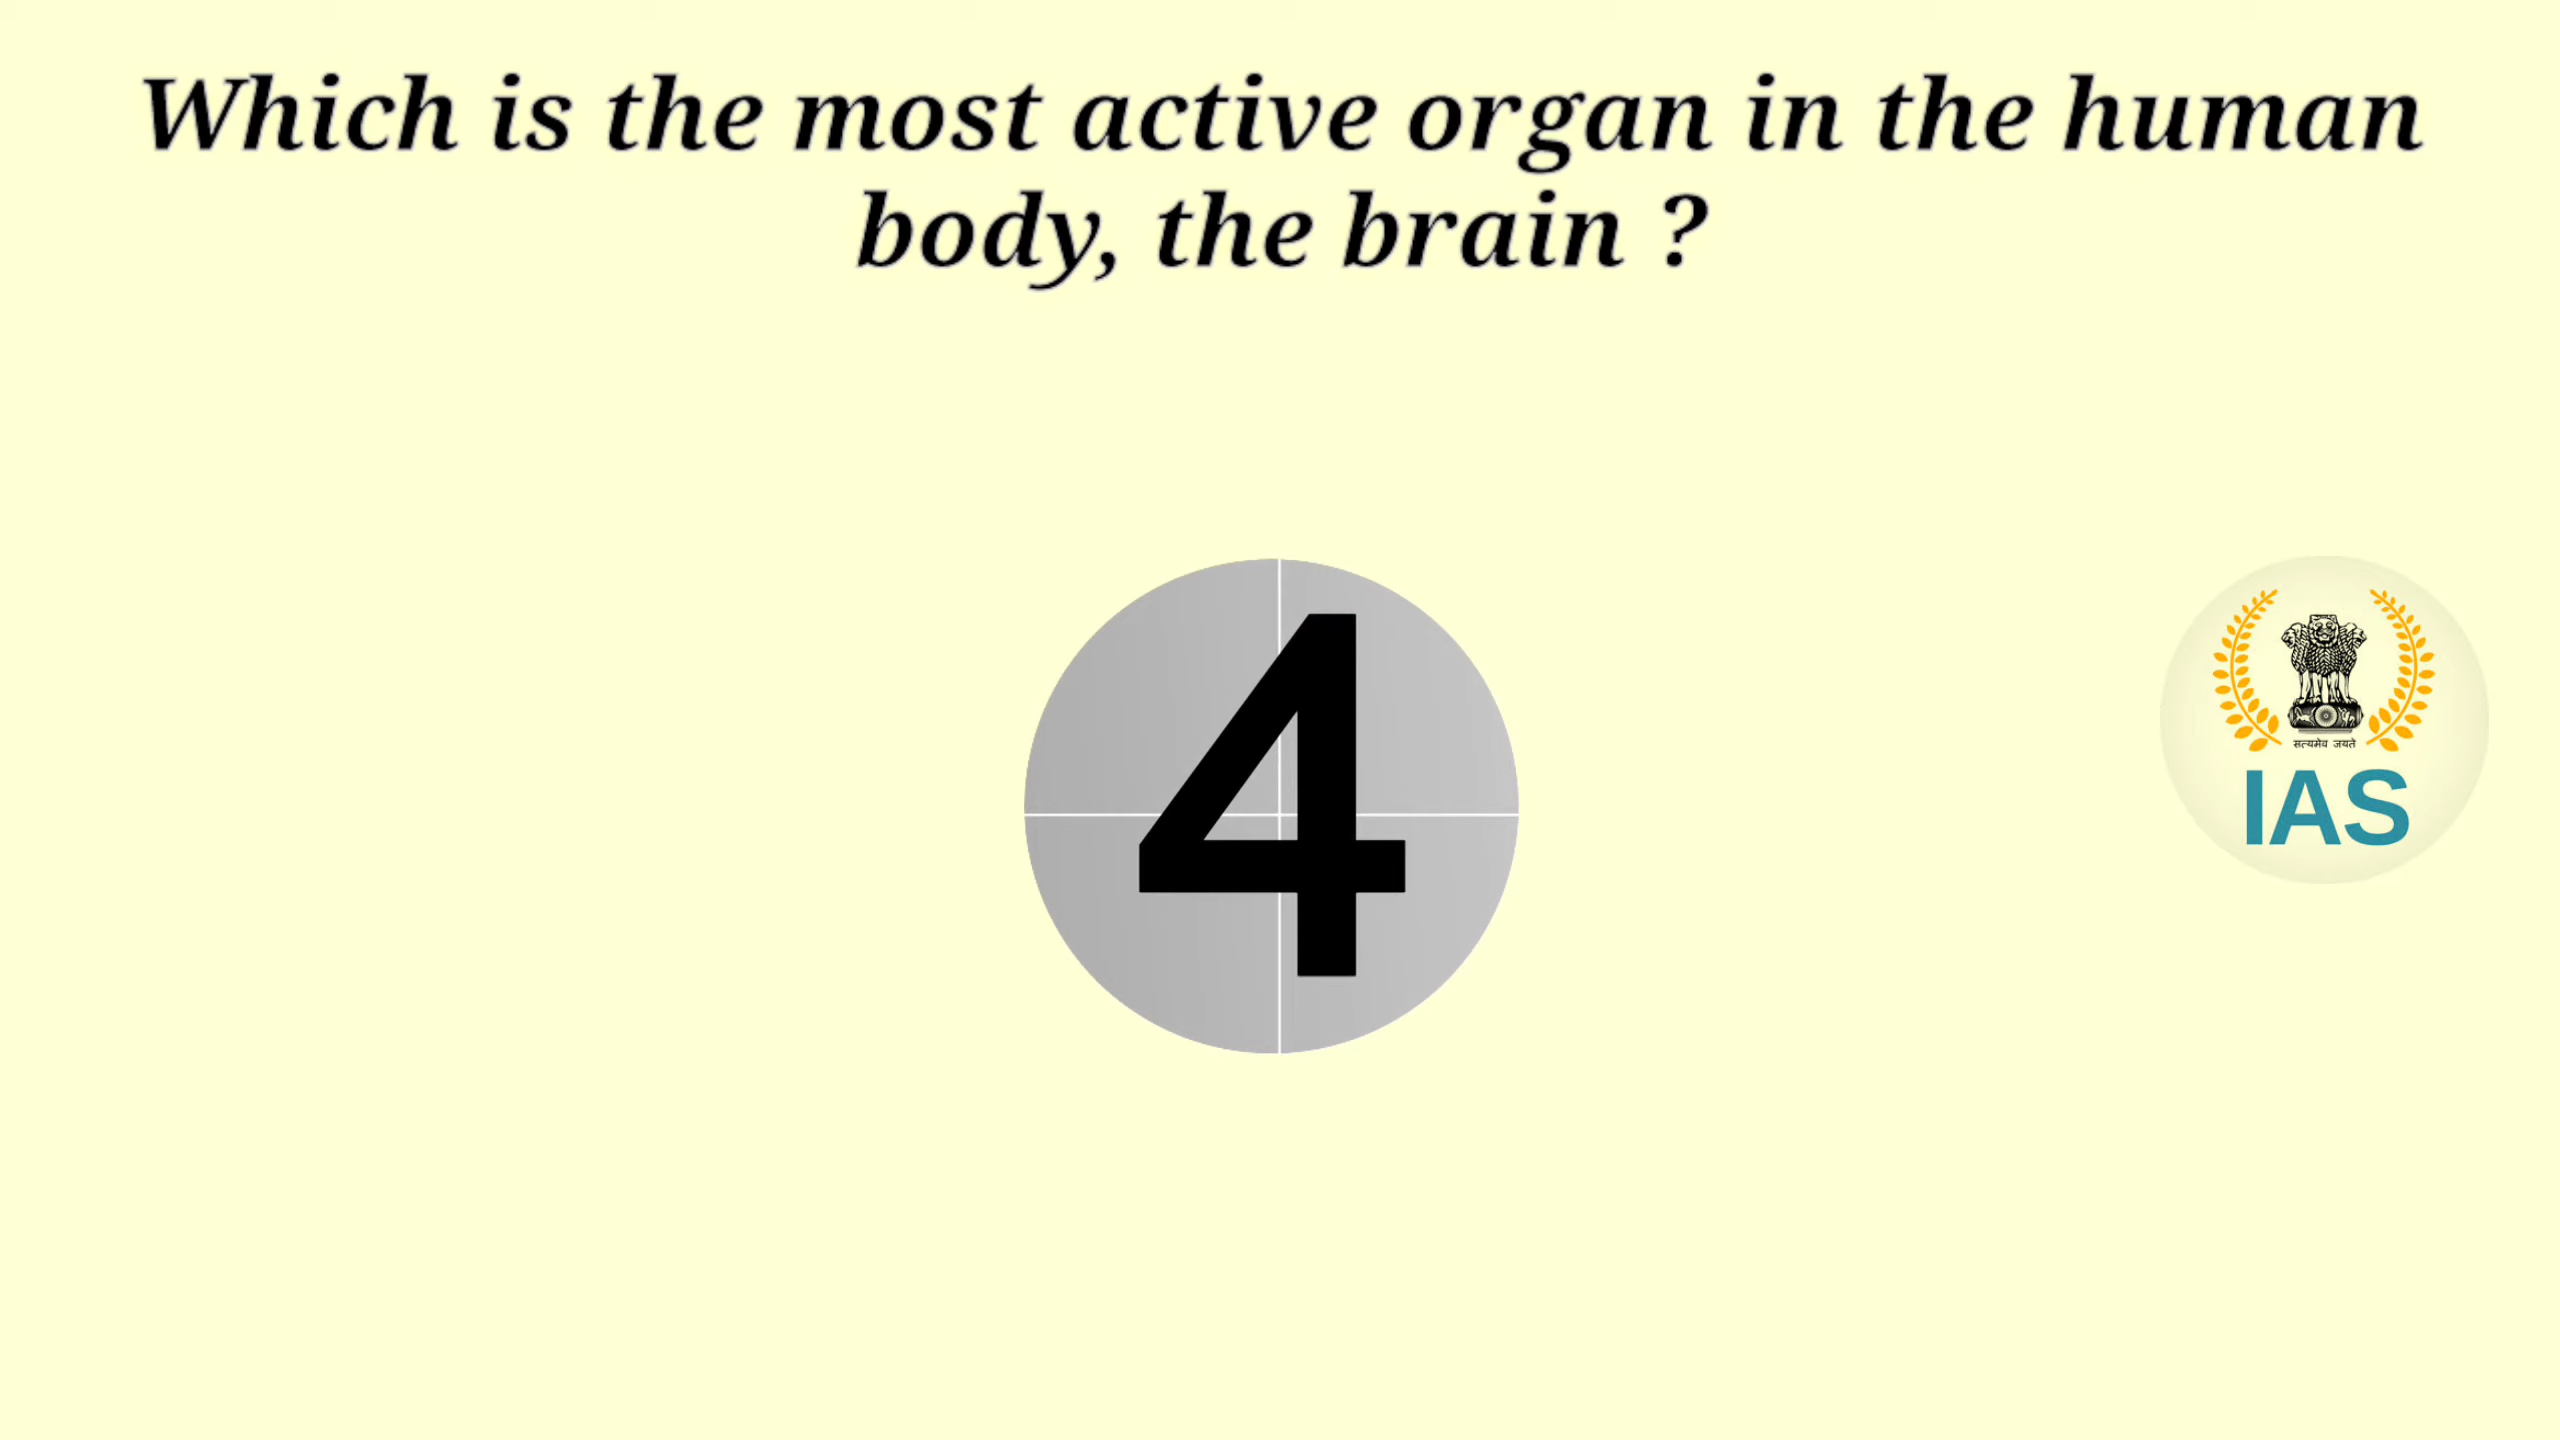 Which is the most active organ in the human
body, the brain ?
4
सत्यमेव जयते
IAS